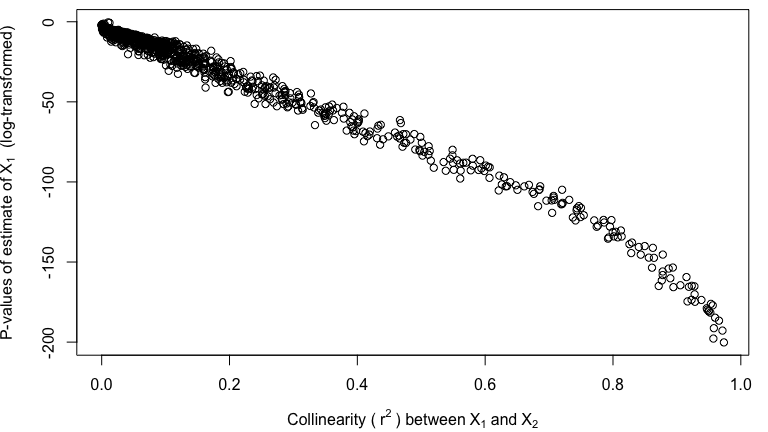 P-values of estimate of X1 (log-transformed)
0
-50
-100
-150
-200
0.0 0.2 0.4 0.6 0.8 1.0
Collinearity ( r2 ) between X1 and X2